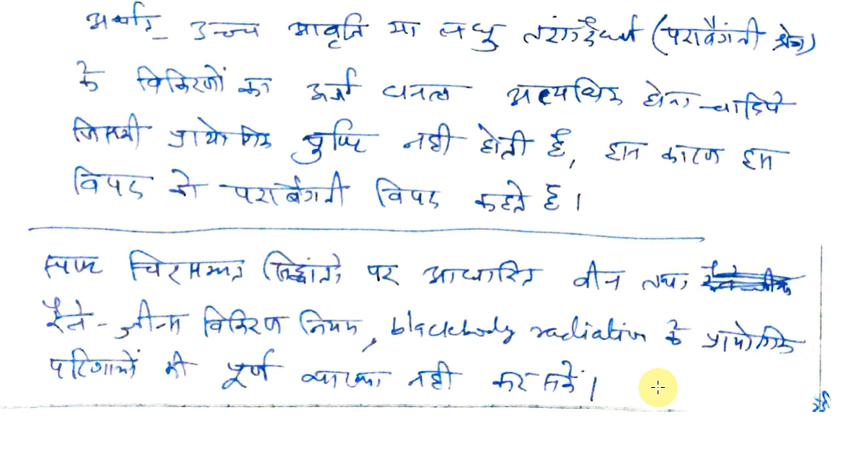 अर्थात उच्च आवृति या लघु तरंगदैर्ध्य (पराबैंगनी क्षेत्र)
के विकिरणों का ऊर्जा घनत्व अत्यधिक होना चाहिये
जिसकी प्रायोगिक पुष्टि नही होती है, इस कारण इस
विपद को पराबैंगनी विपद कहते है।
स्पष्ट चिरसम्मत सिद्धांतो पर आधारित वीन तथा
रैले-जीन्स विकिरण नियम, blackbody radiation के प्रायोगिक
परिणामों की पूर्ण व्याख्या नही कर सके।